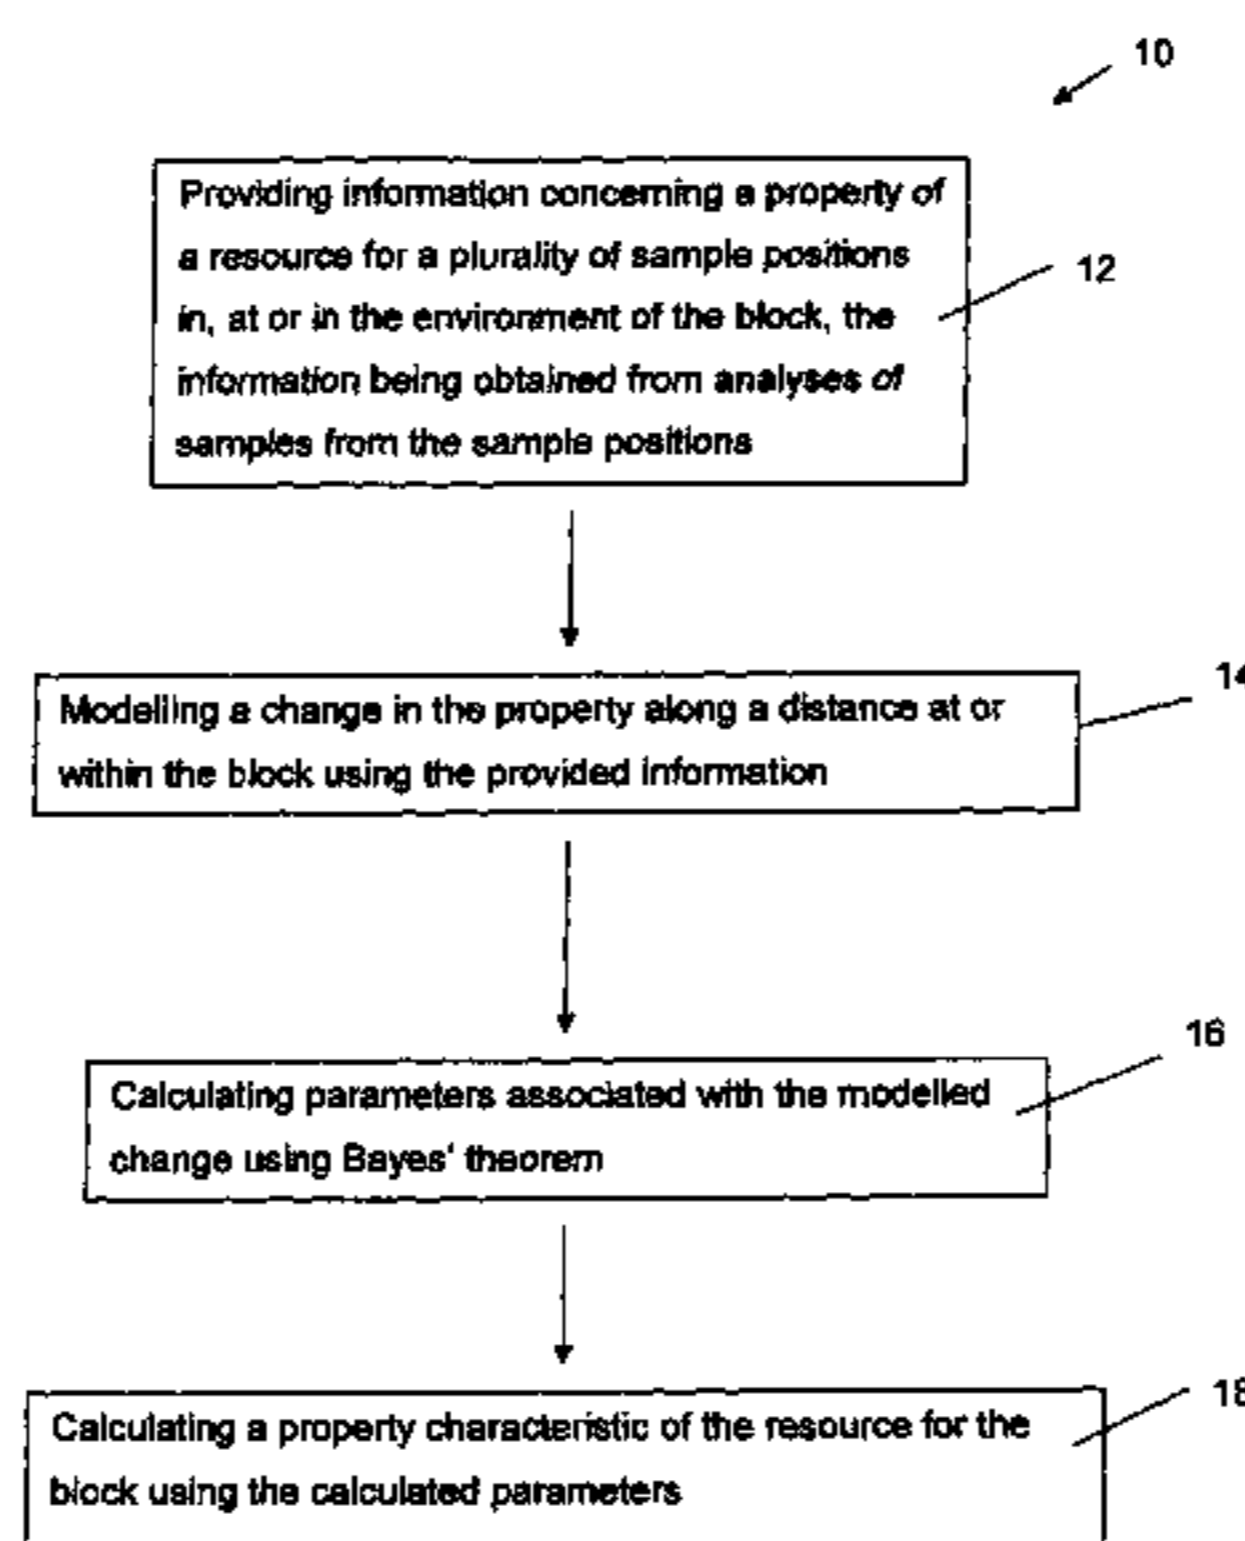 10
Providing information concerning a property of
a resource for a plurality of sample positions
in, at or in the environment of the block, the
information being obtained from analyses of
samples from the sample positions
12
14
Modelling a change in the property along a distance at or
within the block using the provided information
16
Calculating parameters associated with the modelled
change using Bayes' theorem
18
Calculating a property characteristic of the resource for the
block using the calculated parameters